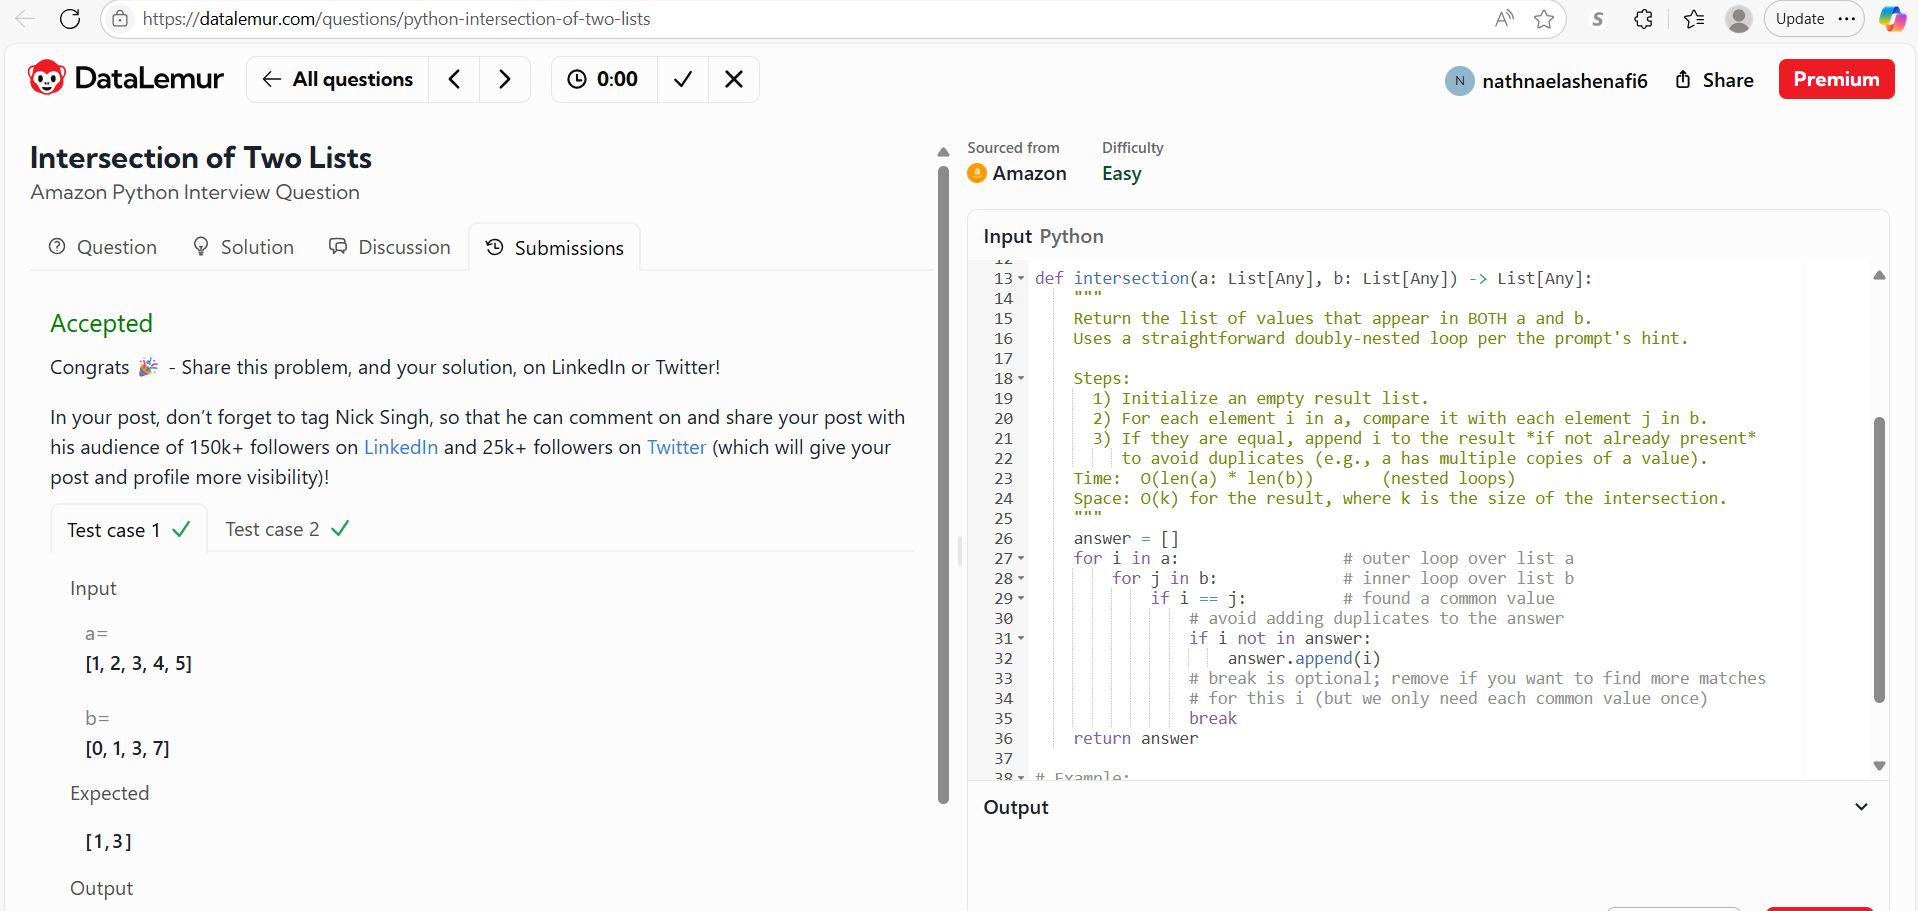 https://datalemur.com/questions/python-intersection-of-two-lists
Update
DataLemur
All questions
0:00
N
nathnaelashenafi6
Share
Premium
Intersection of Two Lists
Amazon Python Interview Question
Question
Solution
Discussion
Submissions
Accepted
Congrats 🎉 - Share this problem, and your solution, on LinkedIn or Twitter!
In your post, don’t forget to tag Nick Singh, so that he can comment on and share your post with
his audience of 150k+ followers on LinkedIn and 25k+ followers on Twitter (which will give your
post and profile more visibility)!
Test case 1
Test case 2
Input
a=
[1, 2, 3, 4, 5]
b=
[0, 1, 3, 7]
Expected
[1,3]
Output
Sourced from
Amazon
Difficulty
Easy
Input Python
12
13 def intersection(a: List[Any], b: List[Any]) -> List[Any]:
14 """
15 Return the list of values that appear in BOTH a and b.
16 Uses a straightforward doubly-nested loop per the prompt's hint.
17
18 Steps:
19 1) Initialize an empty result list.
20 2) For each element i in a, compare it with each element j in b.
21 3) If they are equal, append i to the result *if not already present*
22 to avoid duplicates (e.g., a has multiple copies of a value).
23 Time: O(len(a) * len(b)) (nested loops)
24 Space: O(k) for the result, where k is the size of the intersection.
25 """
26 answer = []
27 for i in a: # outer loop over list a
28 for j in b: # inner loop over list b
29 if i == j: # found a common value
30 # avoid adding duplicates to the answer
31 if i not in answer:
32 answer.append(i)
33 # break is optional; remove if you want to find more matches
34 # for this i (but we only need each common value once)
35 break
36 return answer
37
38 # Example:
Output